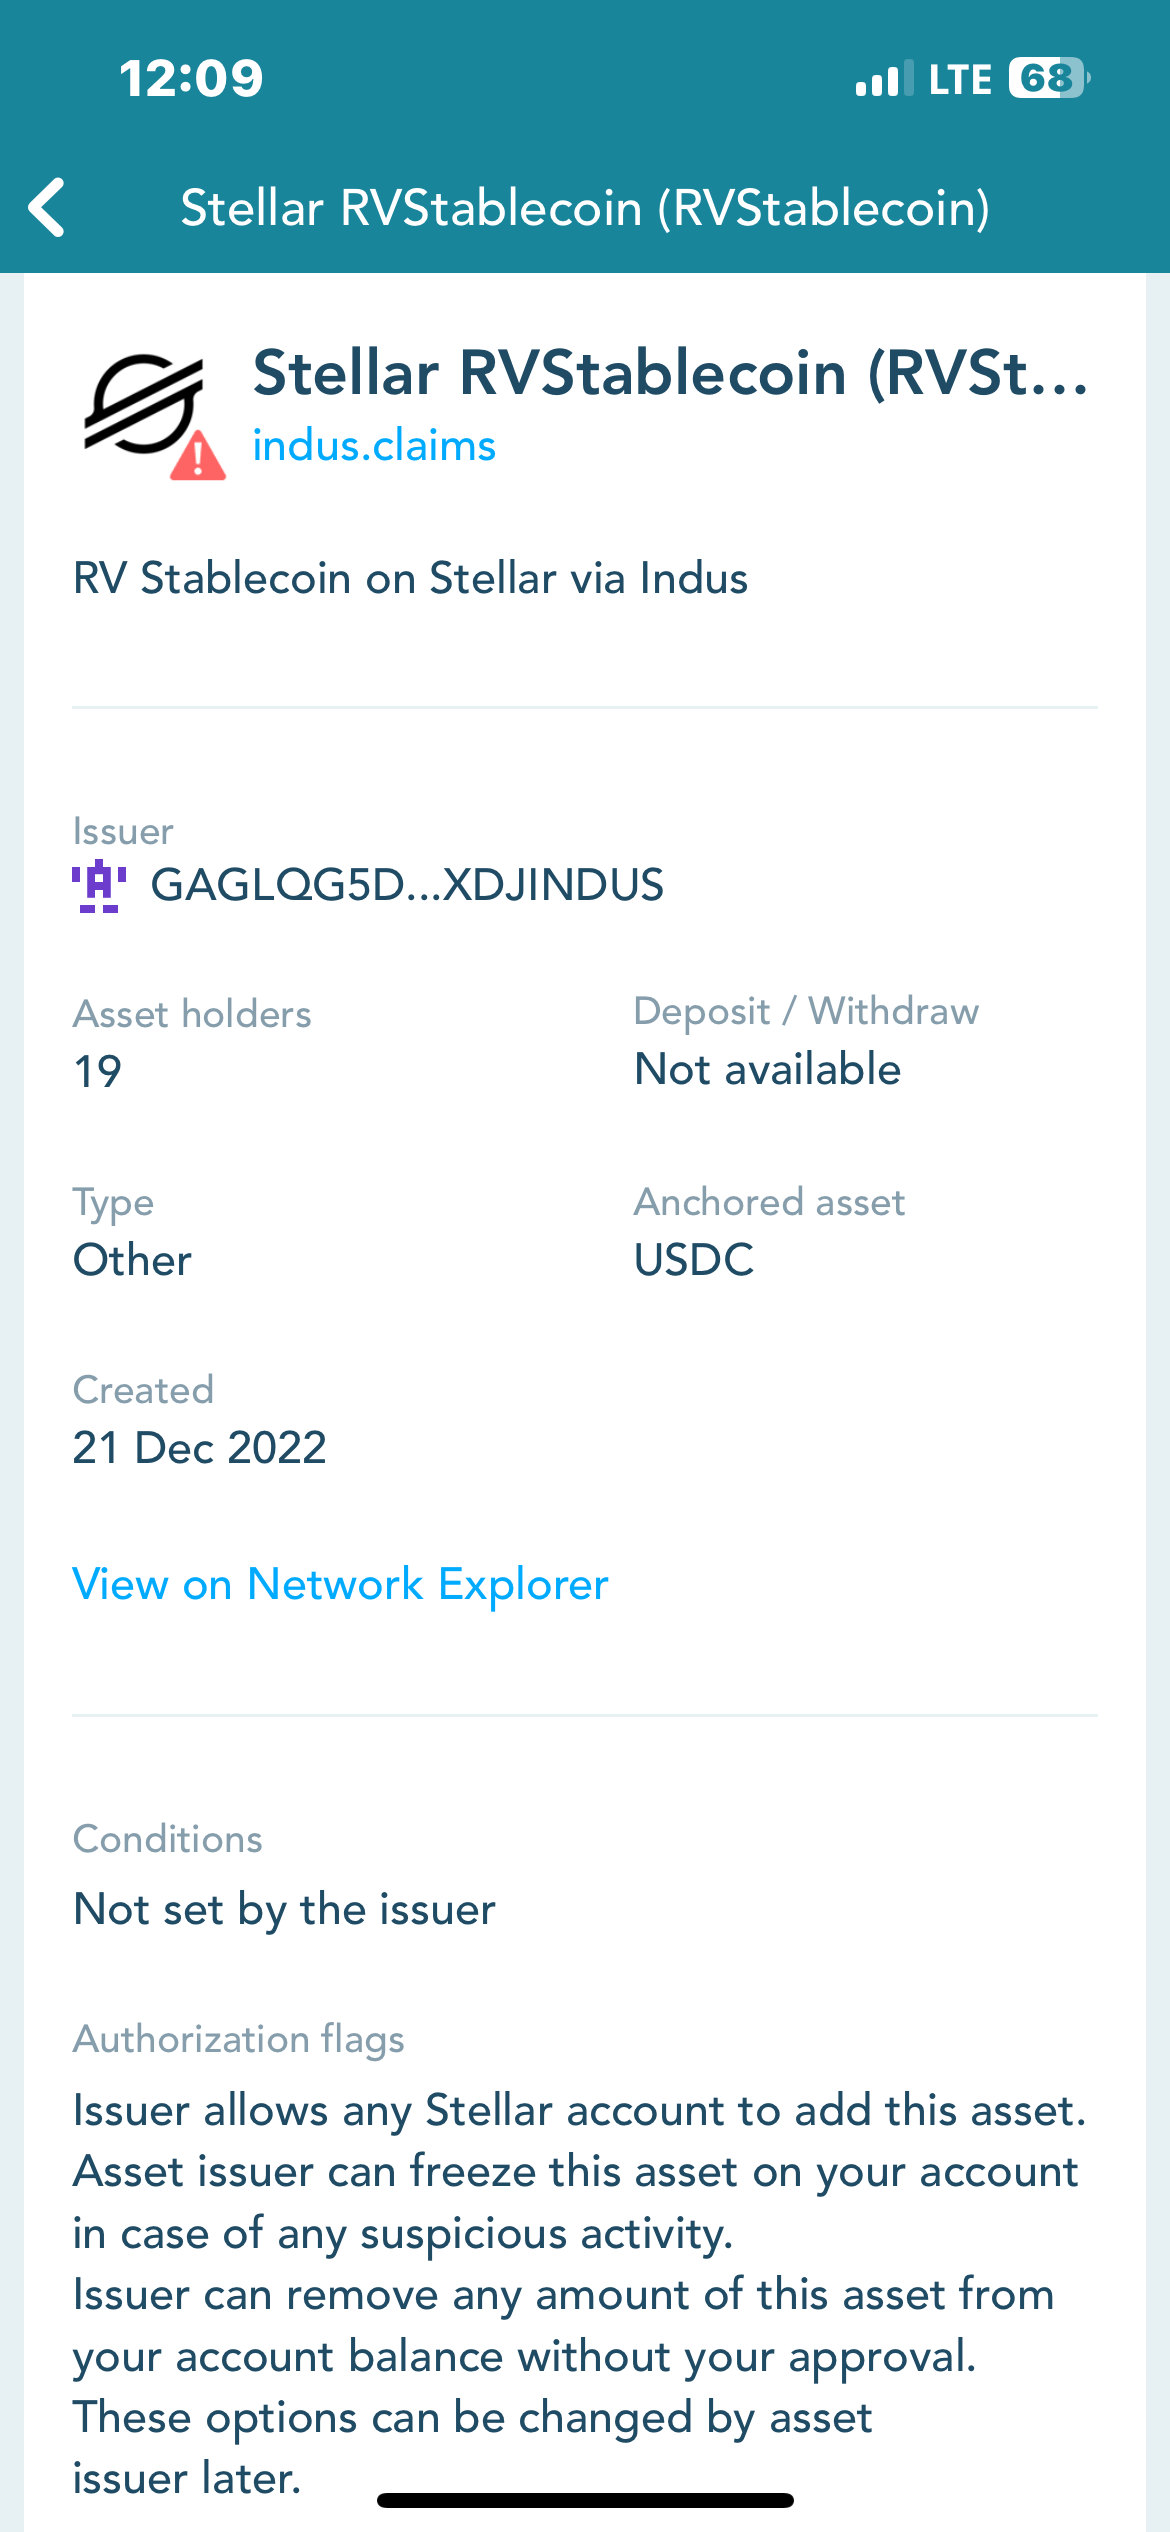 12:09
LTE 68
Stellar RVStablecoin (RVStablecoin)
Stellar RVStablecoin (RVSt...
indus.claims
RV Stablecoin on Stellar via Indus
Issuer
GAGLQG5D...XDJINDUS
Asset holders
19
Deposit / Withdraw
Not available
Type
Other
Anchored asset
USDC
Created
21 Dec 2022
View on Network Explorer
Conditions
Not set by the issuer
Authorization flags
Issuer allows any Stellar account to add this asset.
Asset issuer can freeze this asset on your account
in case of any suspicious activity.
Issuer can remove any amount of this asset from
your account balance without your approval.
These options can be changed by asset
issuer later.